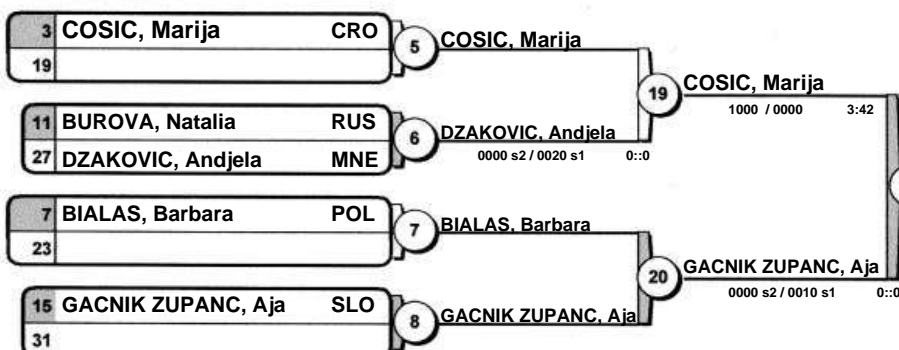 3 COSIC, Marija CRO
19
5
COSIC, Marija
11 BUROVA, Natalia RUS
27 DZAKOVIC, Andjela MNE
6
DZAKOVIC, Andjela
0000 s2 / 0020 s1 0::0
19
COSIC, Marija
1000 / 0000 3:42
7 BIALAS, Barbara POL
23
7
BIALAS, Barbara
15 GACNIK ZUPANC, Aja SLO
31
8
GACNIK ZUPANC, Aja
20
GACNIK ZUPANC, Aja
0000 s2 / 0010 s1 0::0